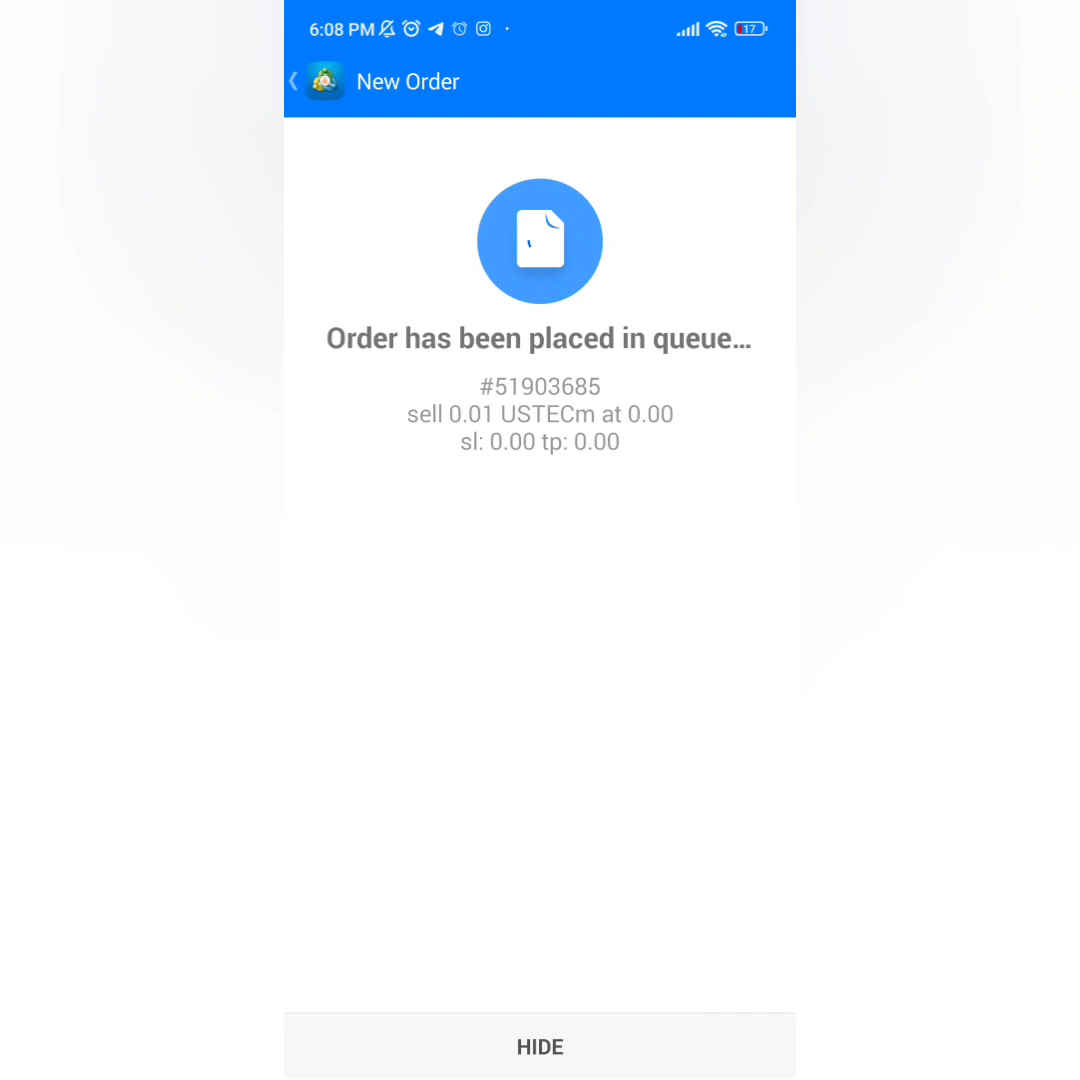 6:08 PM
17
New Order
Order has been placed in queue...
#51903685
sell 0.01 USTECm at 0.00
sl: 0.00 tp: 0.00
HIDE